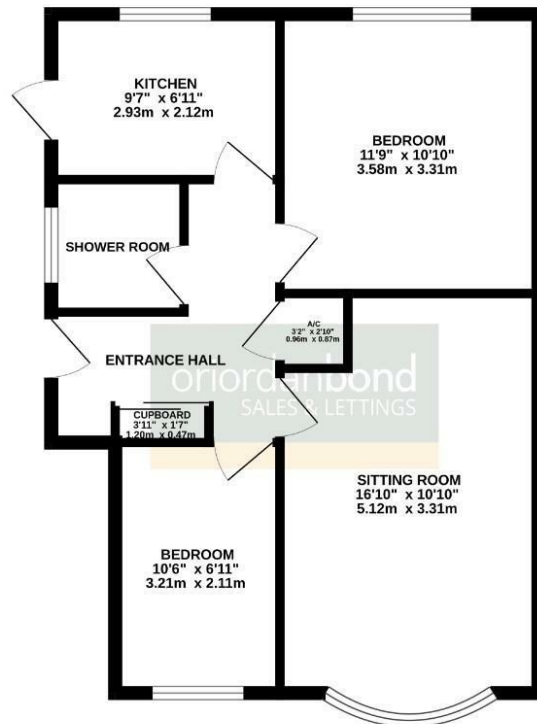 KITCHEN
9'7" x 6'11"
2.93m x 2.12m
BEDROOM
11'9" x 10'10"
3.58m x 3.31m
SHOWER ROOM
A/C
3'2" x 2'10"
0.96m x 0.87m
ENTRANCE HALL
oriordanbond
SALES & LETTINGS
CUPBOARD
3'11" x 1'7"
1.20m x 0.47m
SITTING ROOM
16'10" x 10'10"
5.12m x 3.31m
BEDROOM
10'6" x 6'11"
3.21m x 2.11m